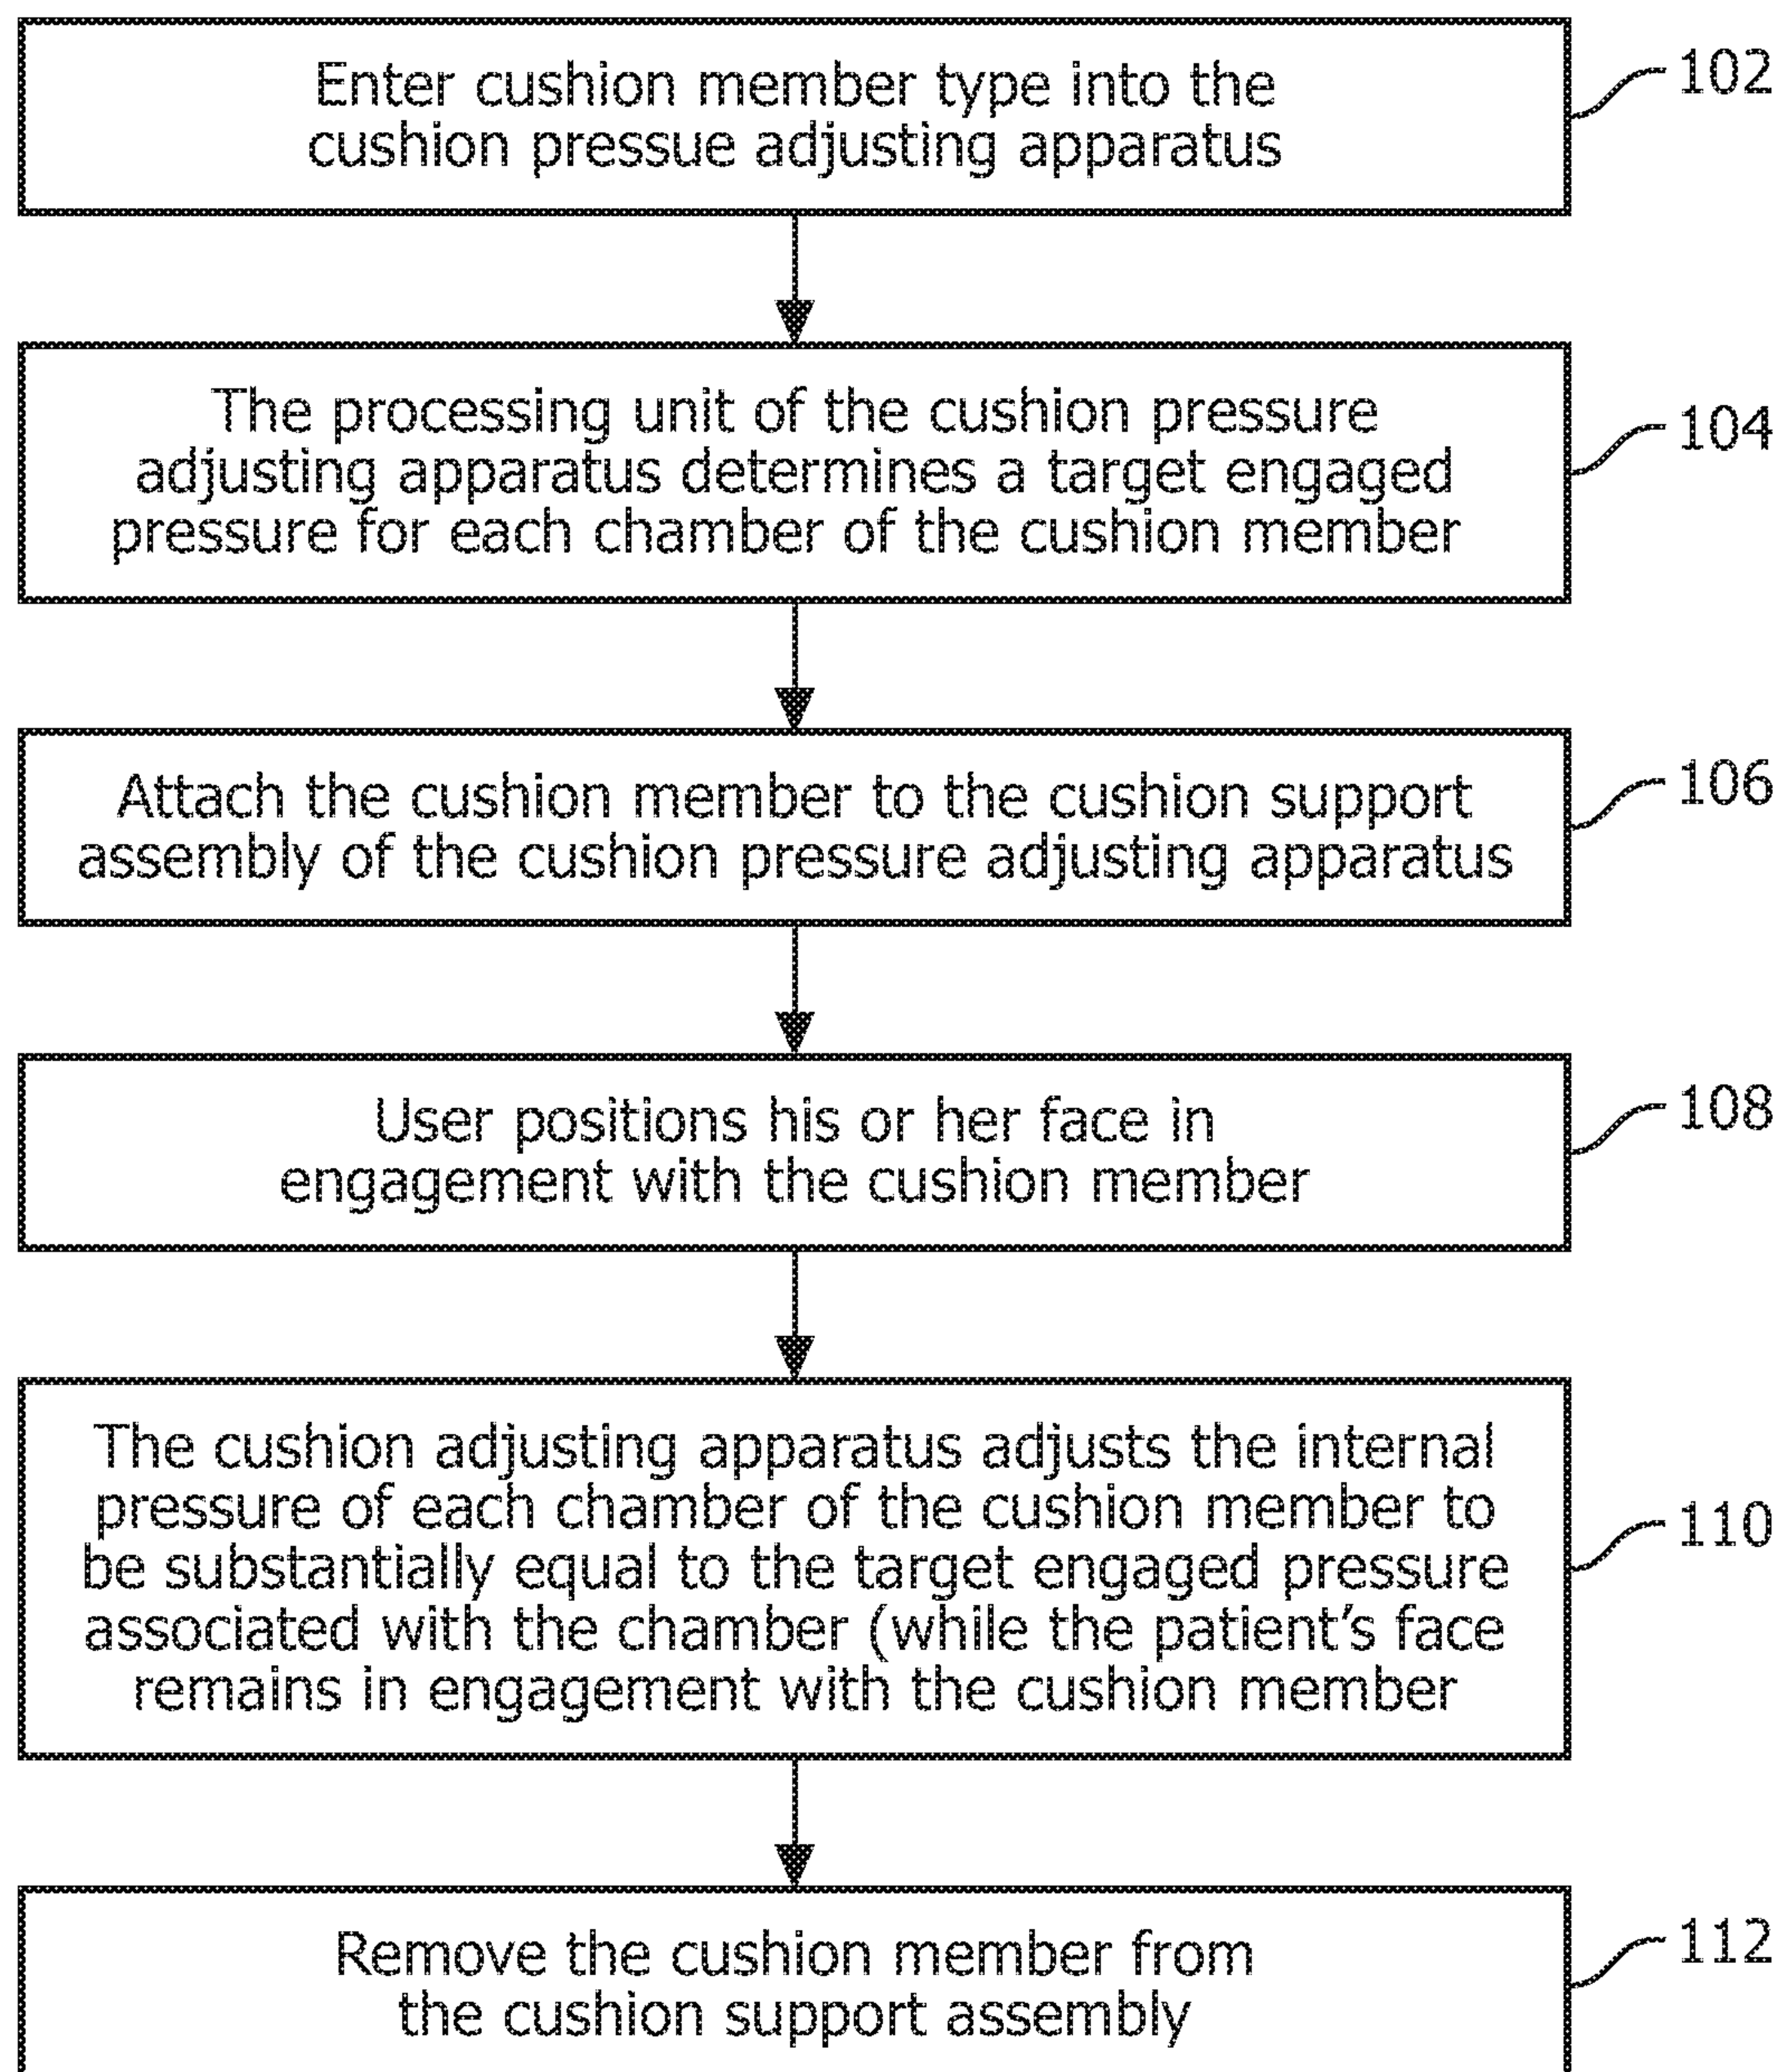 Enter cushion member type into the
cushion pressue adjusting apparatus
102
The processing unit of the cushion pressure
adjusting apparatus determines a target engaged
pressure for each chamber of the cushion member
104
Attach the cushion member to the cushion support
assembly of the cushion pressure adjusting apparatus
106
User positions his or her face in
engagement with the cushion member
108
The cushion adjusting apparatus adjusts the internal
pressure of each chamber of the cushion member to
be substantially equal to the target engaged pressure
associated with the chamber (while the patient's face
remains in engagement with the cushion member
110
Remove the cushion member from
the cushion support assembly
112